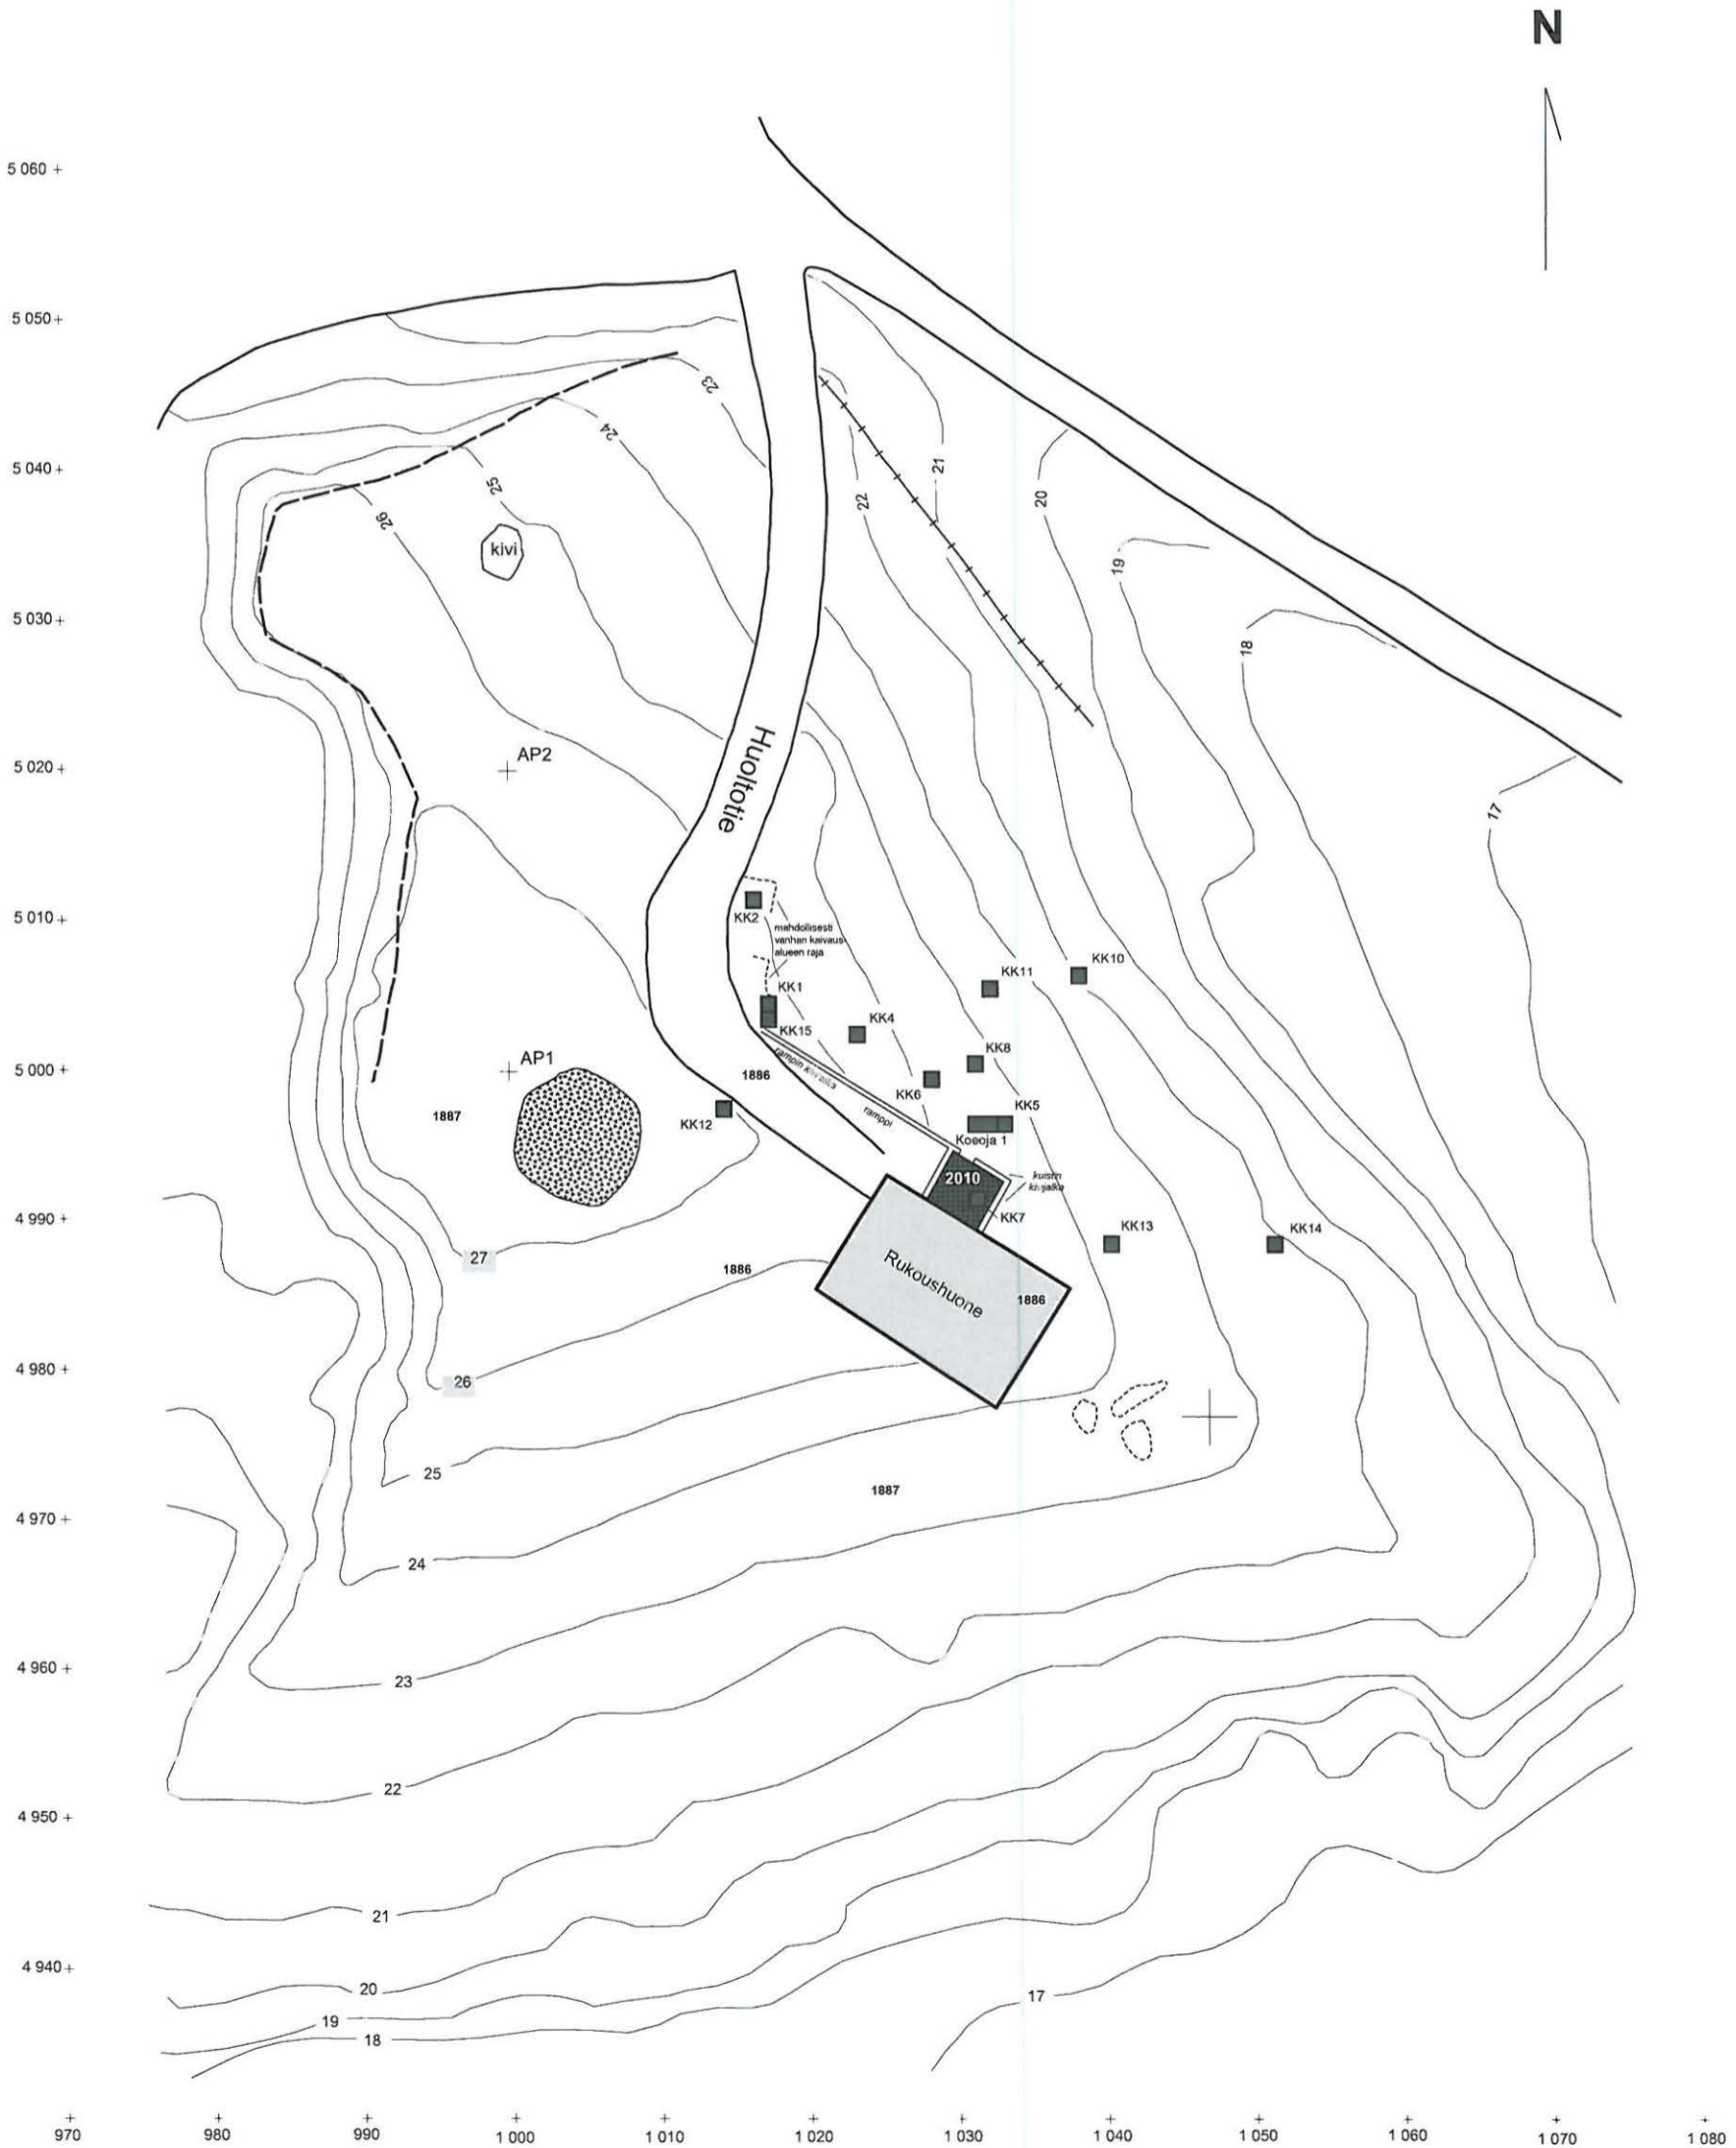 N
5 060 +
5 050 +
5 040 +
5 030 +
5 020 +
5 010 +
5 000 +
4 990 +
4 980 +
4 970 +
4 960 +
4 950 +
4 940 +
23
24
25
26
kivi
22
21
20
19
18
17
AP2
Huoltotie
KK2
mahdollisesti
vanhan kaivaus-
alueen raja
KK1
KK15
KK4
KK11
KK10
KK8
KK6
KK5
Koeoja 1
rampin kivijalka
ramppi
AP1
1886
1887
KK12
2010
kuistin
kivijalka
KK7
KK13
KK14
Rukoushuone
1886
1886
27
26
25
1887
24
23
22
21
20
19
18
17
970
980
990
1 000
1 010
1 020
1 030
1 040
1 050
1 060
1 070
1 080